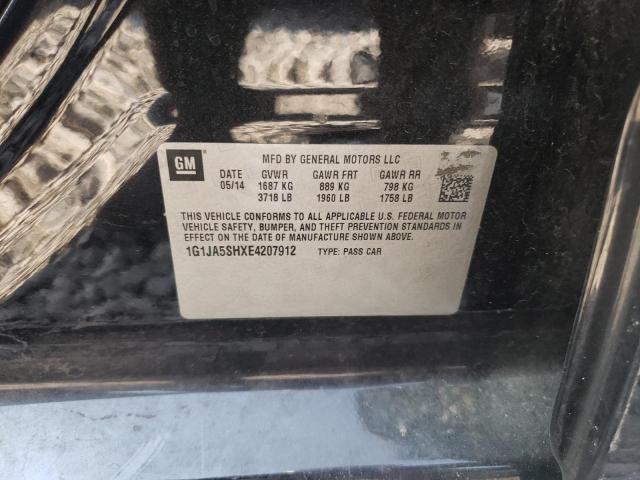 GM
MFD BY GENERAL MOTORS LLC
DATE GVWR GAWR FRT GAWR RR
05/14 1687 KG 889 KG 798 KG
3718 LB 1960 LB 1758 LB
THIS VEHICLE CONFORMS TO ALL APPLICABLE U.S. FEDERAL MOTOR
VEHICLE SAFETY, BUMPER, AND THEFT PREVENTION STANDARDS IN
EFFECT ON THE DATE OF MANUFACTURE SHOWN ABOVE.
1G1JA5SHXE4207912 TYPE: PASS CAR